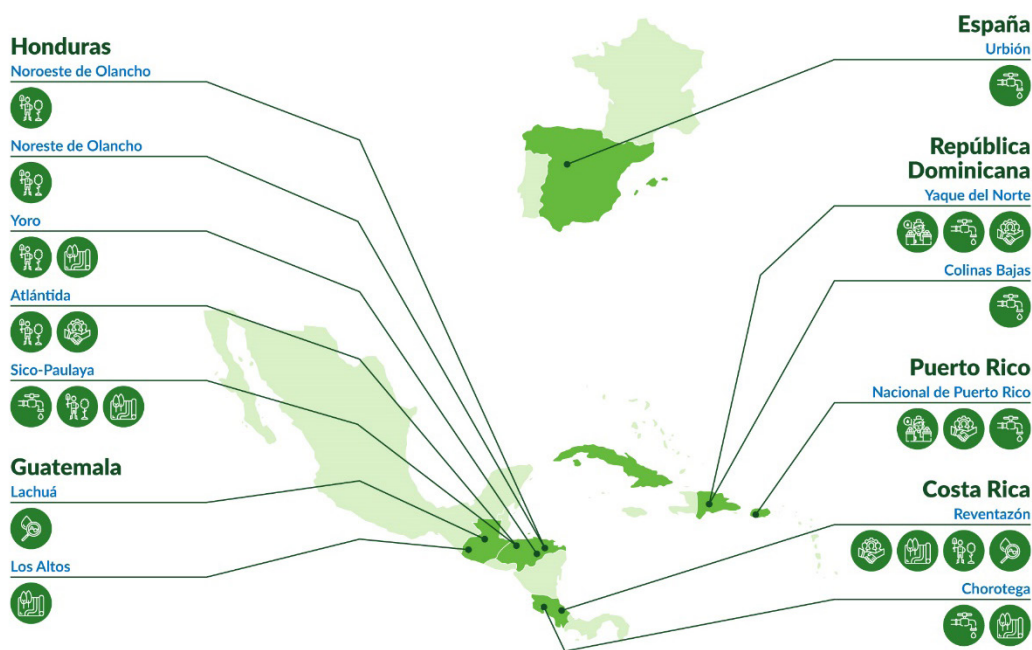 Honduras
Noroeste de Olancho
Noreste de Olancho
Yoro
Atlántida
Sico-Paulaya
Guatemala
Lachuá
Los Altos
España
Urbión
República
Dominicana
Yaque del Norte
Colinas Bajas
Puerto Rico
Nacional de Puerto Rico
Costa Rica
Reventazón
Chorotega